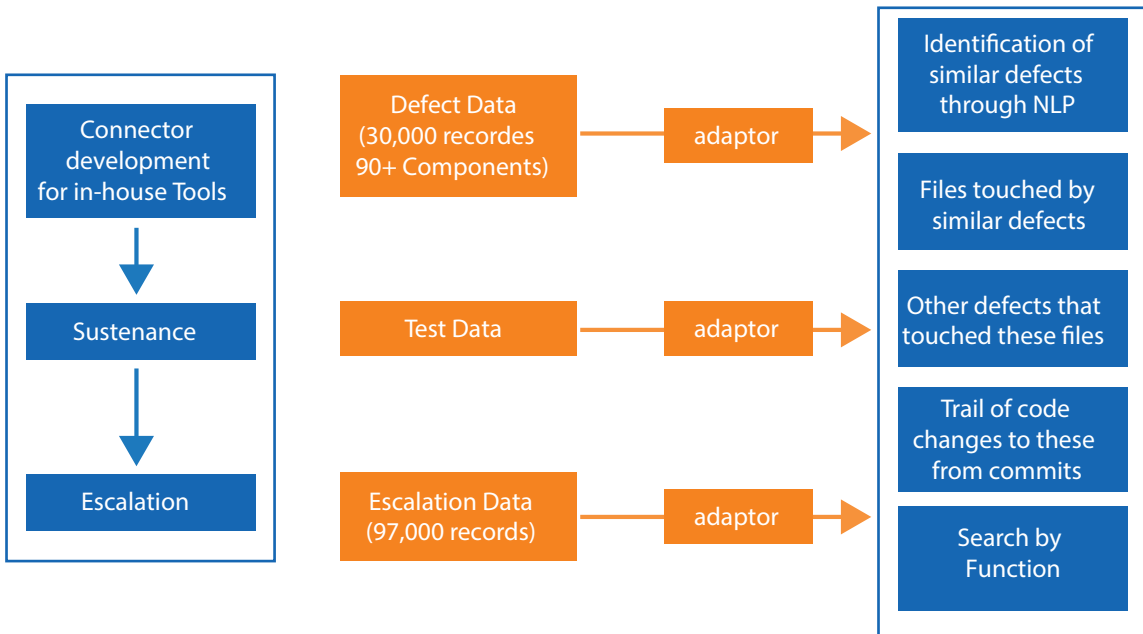 Connector
development
for in-house Tools
Sustenance
Escalation
Defect Data
(30,000 recordes
90+ Components)
adaptor
Test Data
adaptor
Escalation Data
(97,000 records)
adaptor
Identification of
similar defects
through NLP
Files touched by
similar defects
Other defects that
touched these files
Trail of code
changes to these
from commits
Search by
Function